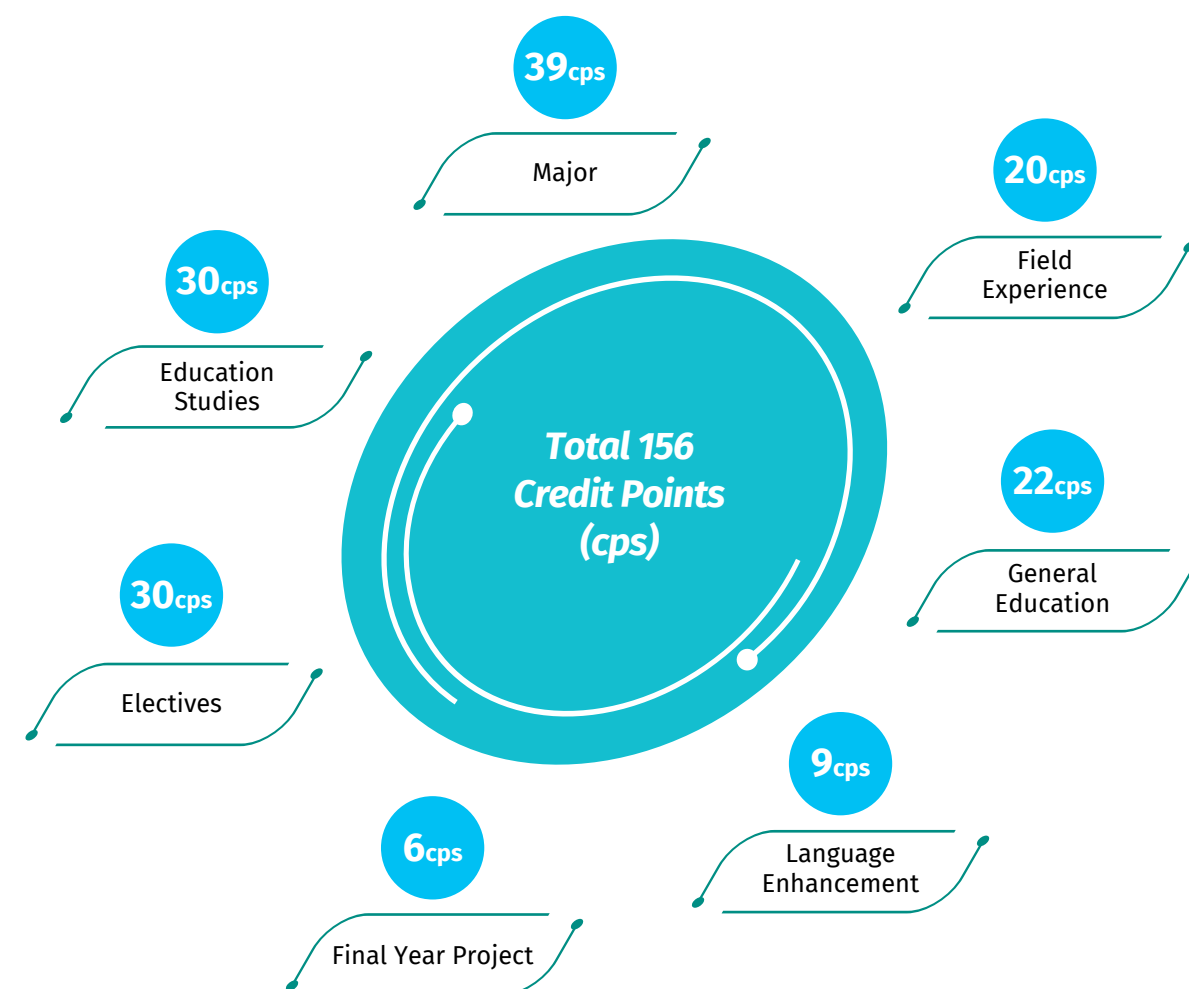 39cps
Major
20cps
Field
Experience
30cps
Education
Studies
Total 156
Credit Points
(cps)
22cps
General
Education
30cps
Electives
9cps
Language
Enhancement
6cps
Final Year Project